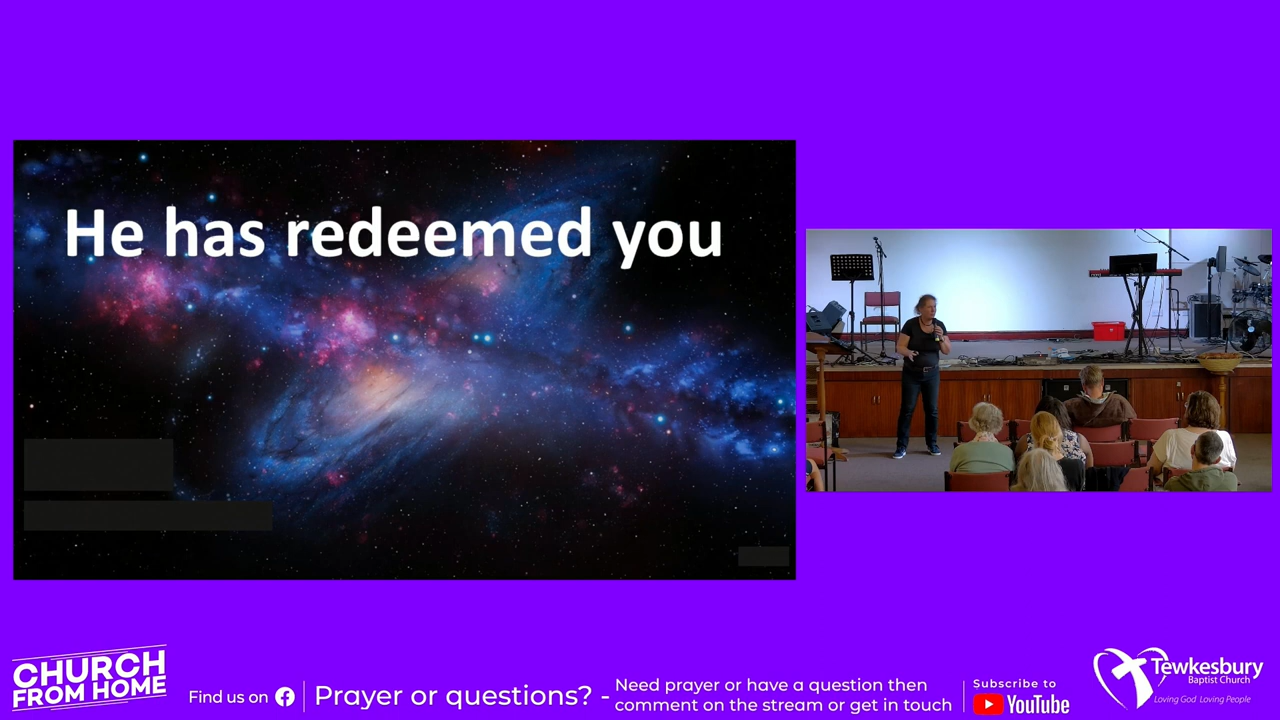 He has redeemed you
CHURCH
FROM HOME
Find us on
Prayer or questions? -
Need prayer or have a question then
comment on the stream or get in touch
Subscribe to
YouTube
Tewkesbury
Baptist Church
Loving God Loving People